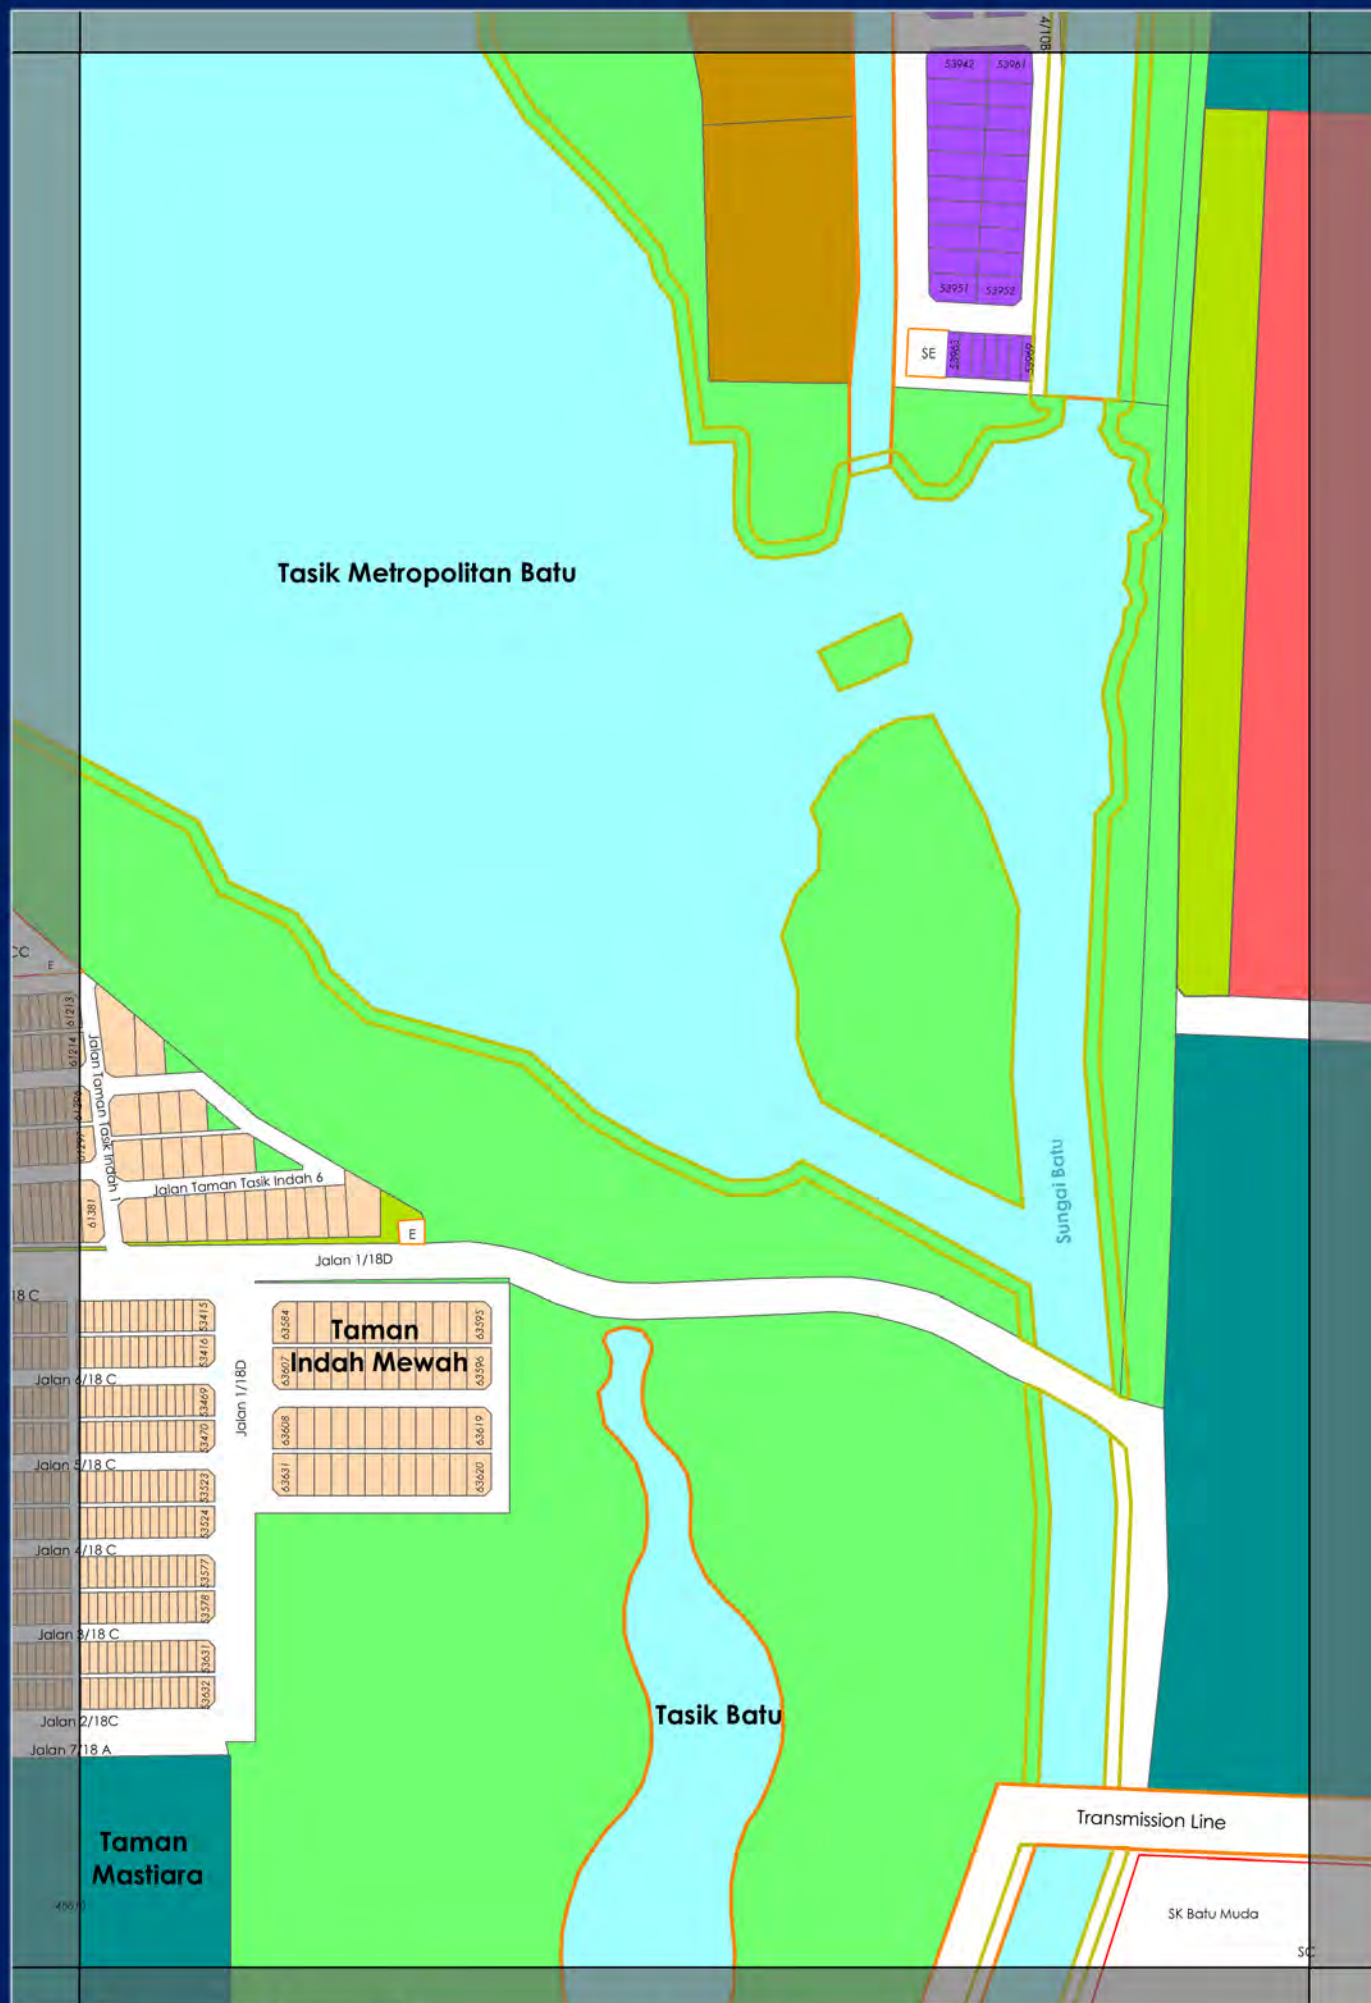 4/10B
53942
53961
53951
53952
SE
53963
53969
Tasik Metropolitan Batu
E
61213
61214
61296
61297
61381
Jalan Taman Tasik Indah 1
Jalan Taman Tasik Indah 6
E
Jalan 1/18D
Sungai Batu
18 C
53415
53416
Jalan 6/18 C
53469
53470
Jalan 5/18 C
53523
53524
Jalan 4/18 C
53577
53578
Jalan 3/18 C
53631
53632
Jalan 2/18C
Jalan 7/18 A
Jalan 1/18D
63584
63595
Taman
Indah Mewah
63607
63596
63608
63619
63631
63620
Tasik Batu
Taman
Mastiara
Transmission Line
SK Batu Muda